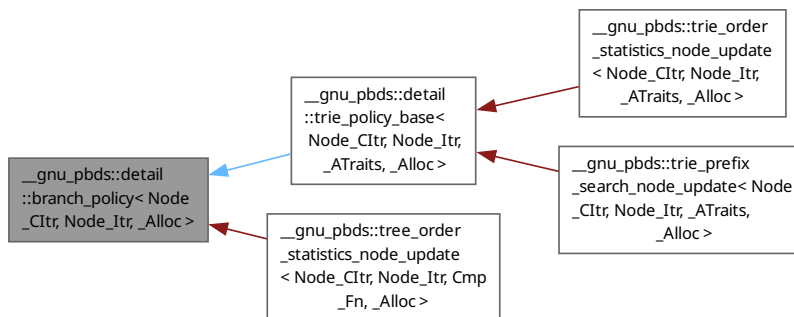 __gnu_pbds::detail
::branch_policy< Node
_CItr, Node_Itr, _Alloc >
__gnu_pbds::detail
::trie_policy_base<
Node_CItr, Node_Itr,
_ATraits, _Alloc >
__gnu_pbds::tree_order
_statistics_node_update
< Node_CItr, Node_Itr, Cmp
_Fn, _Alloc >
__gnu_pbds::trie_order
_statistics_node_update
< Node_CItr, Node_Itr,
_ATraits, _Alloc >
__gnu_pbds::trie_prefix
_search_node_update< Node
_CItr, Node_Itr, _ATraits,
_Alloc >